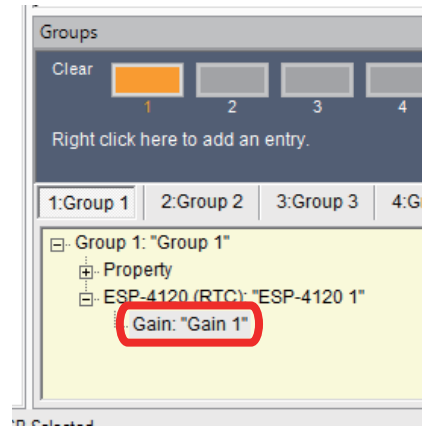 Groups
Clear
1 2 3 4
Right click here to add an entry.
1:Group 1 2:Group 2 3:Group 3
Group 1: "Group 1"
Property
ESP-4120 (RTC): "ESP-4120 1"
Gain: "Gain 1"
Selected